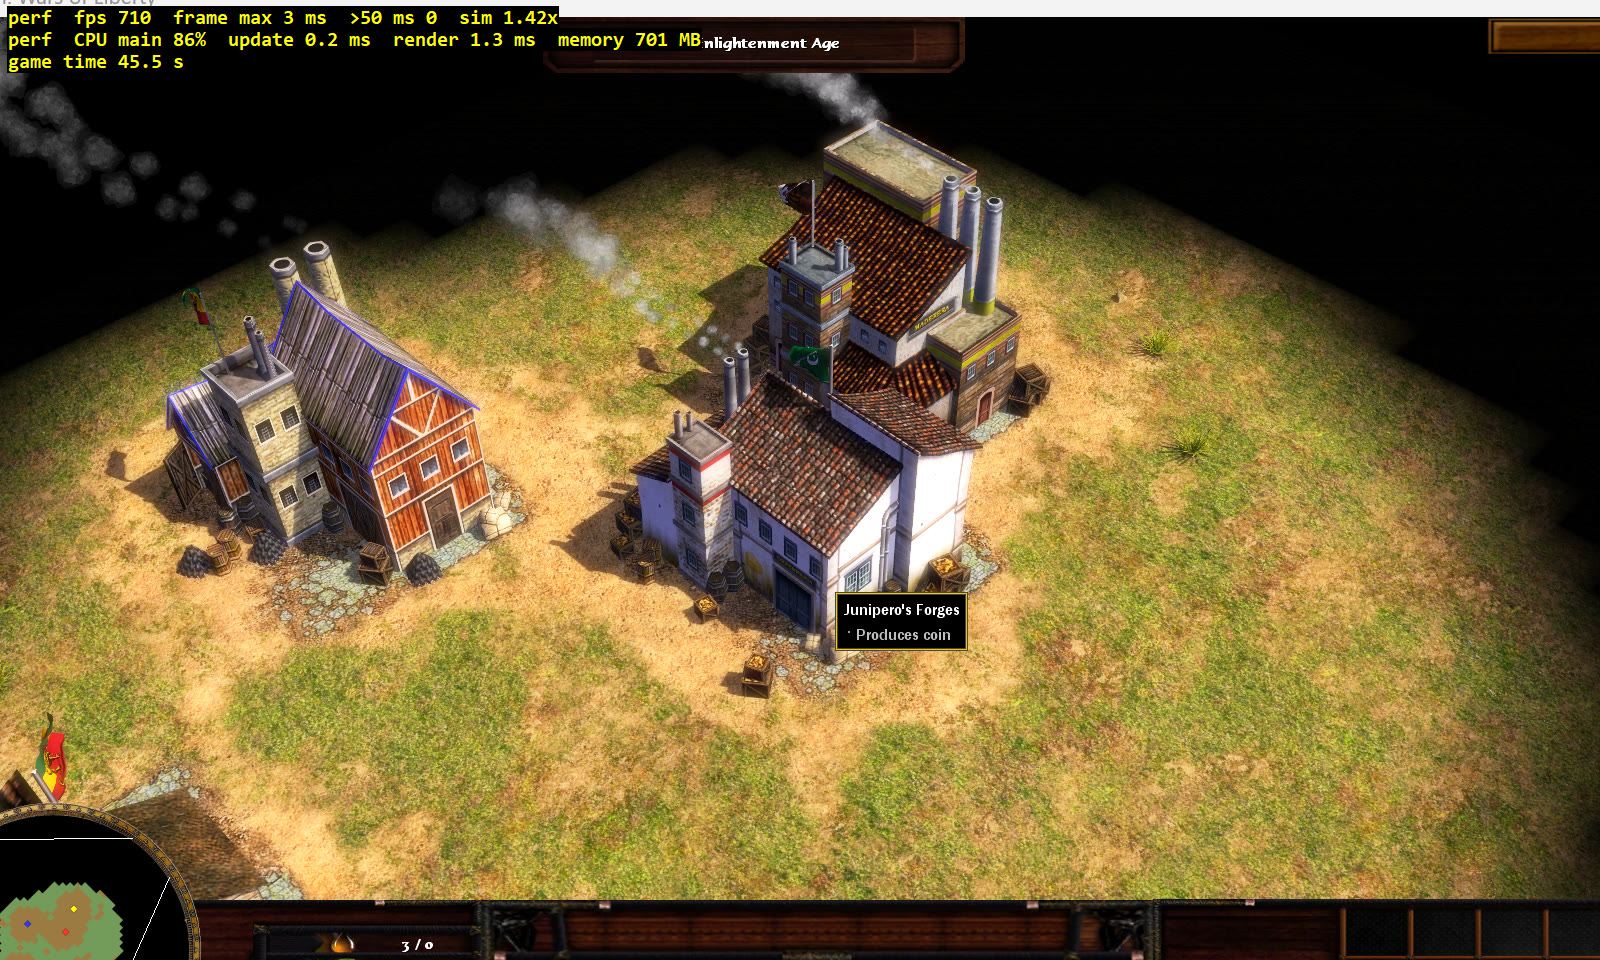 perf fps 710 frame max 3 ms >50 ms 0 sim 1.42x
perf CPU main 86% update 0.2 ms render 1.3 ms memory 701 MB
nlightenment Age
game time 45.5 s
Junipero's Forges
· Produces coin
3 / 0